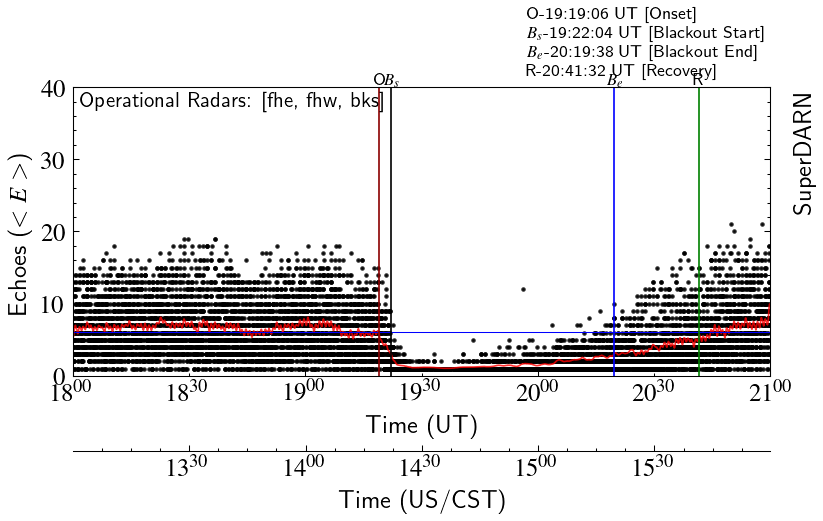 O-19:19:06 UT [Onset]
Bs-19:22:04 UT [Blackout Start]
Be-20:19:38 UT [Blackout End]
R-20:41:32 UT [Recovery]
O Bs Be R
Operational Radars: [fhe, fhw, bks]
SuperDARN
Echoes (< E >)
40
30
20
10
0
18⁰⁰ 18³⁰ 19⁰⁰ 19³⁰ 20⁰⁰ 20³⁰ 21⁰⁰
Time (UT)
13³⁰ 14⁰⁰ 14³⁰ 15⁰⁰ 15³⁰
Time (US/CST)